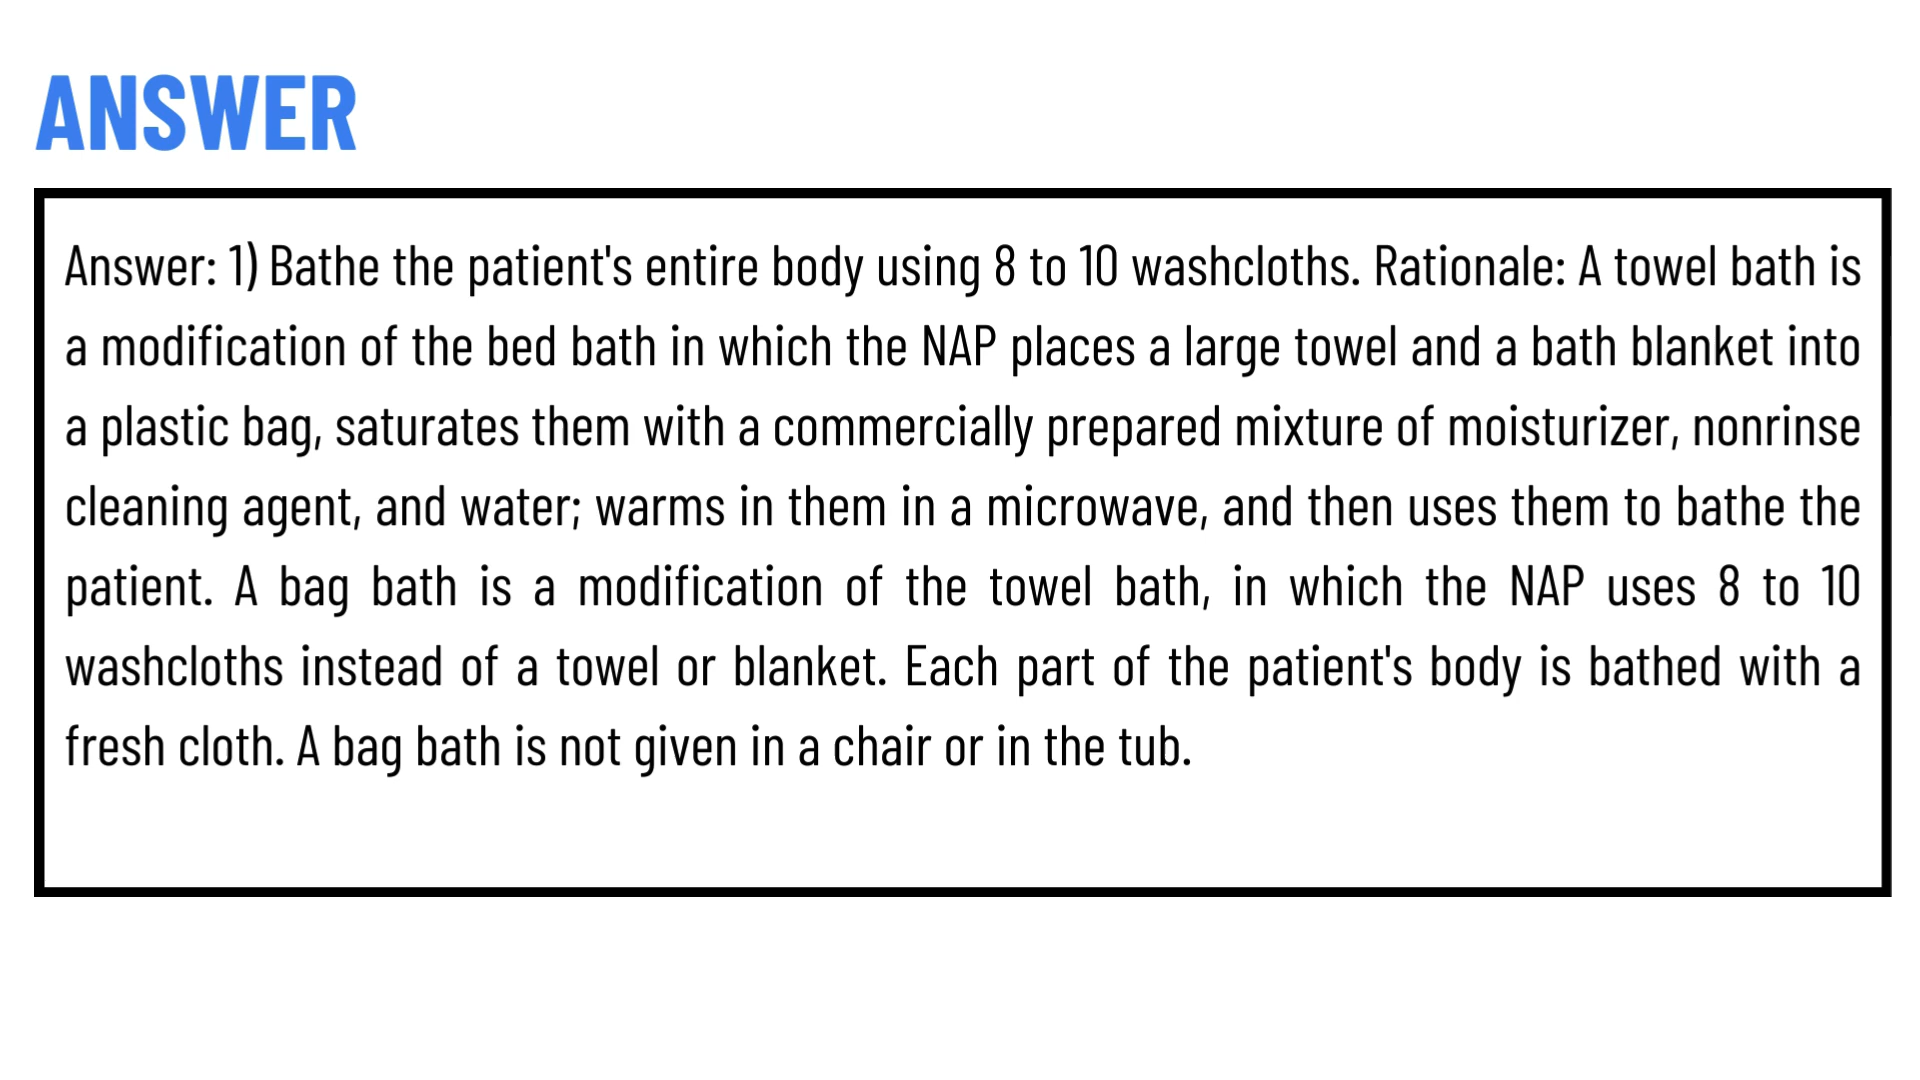 ANSWER
Answer: 1) Bathe the patient's entire body using 8 to 10 washcloths. Rationale: A towel bath is
a modification of the bed bath in which the NAP places a large towel and a bath blanket into
a plastic bag, saturates them with a commercially prepared mixture of moisturizer, nonrinse
cleaning agent, and water; warms in them in a microwave, and then uses them to bathe the
patient. A bag bath is a modification of the towel bath, in which the NAP uses 8 to 10
washcloths instead of a towel or blanket. Each part of the patient's body is bathed with a
fresh cloth. A bag bath is not given in a chair or in the tub.